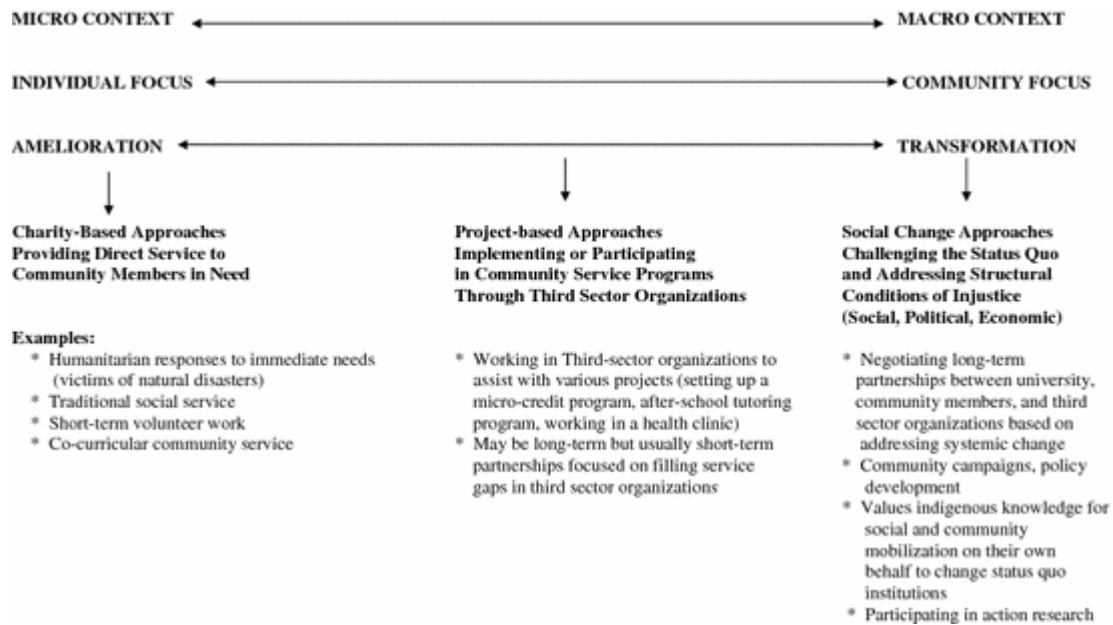 MICRO CONTEXT
MACRO CONTEXT
INDIVIDUAL FOCUS
COMMUNITY FOCUS
AMELIORATION
TRANSFORMATION
Charity-Based Approaches
Providing Direct Service to
Community Members in Need
Examples:
* Humanitarian responses to immediate needs
(victims of natural disasters)
* Traditional social service
* Short-term volunteer work
* Co-curricular community service
Project-based Approaches
Implementing or Participating
in Community Service Programs
Through Third Sector Organizations
* Working in Third-sector organizations to
assist with various projects (setting up a
micro-credit program, after-school tutoring
program, working in a health clinic)
* May be long-term but usually short-term
partnerships focused on filling service
gaps in third sector organizations
Social Change Approaches
Challenging the Status Quo
and Addressing Structural
Conditions of Injustice
(Social, Political, Economic)
* Negotiating long-term
partnerships between university,
community members, and third
sector organizations based on
addressing systemic change
* Community campaigns, policy
development
* Values indigenous knowledge for
social and community
mobilization on their own
behalf to change status quo
institutions
* Participating in action research